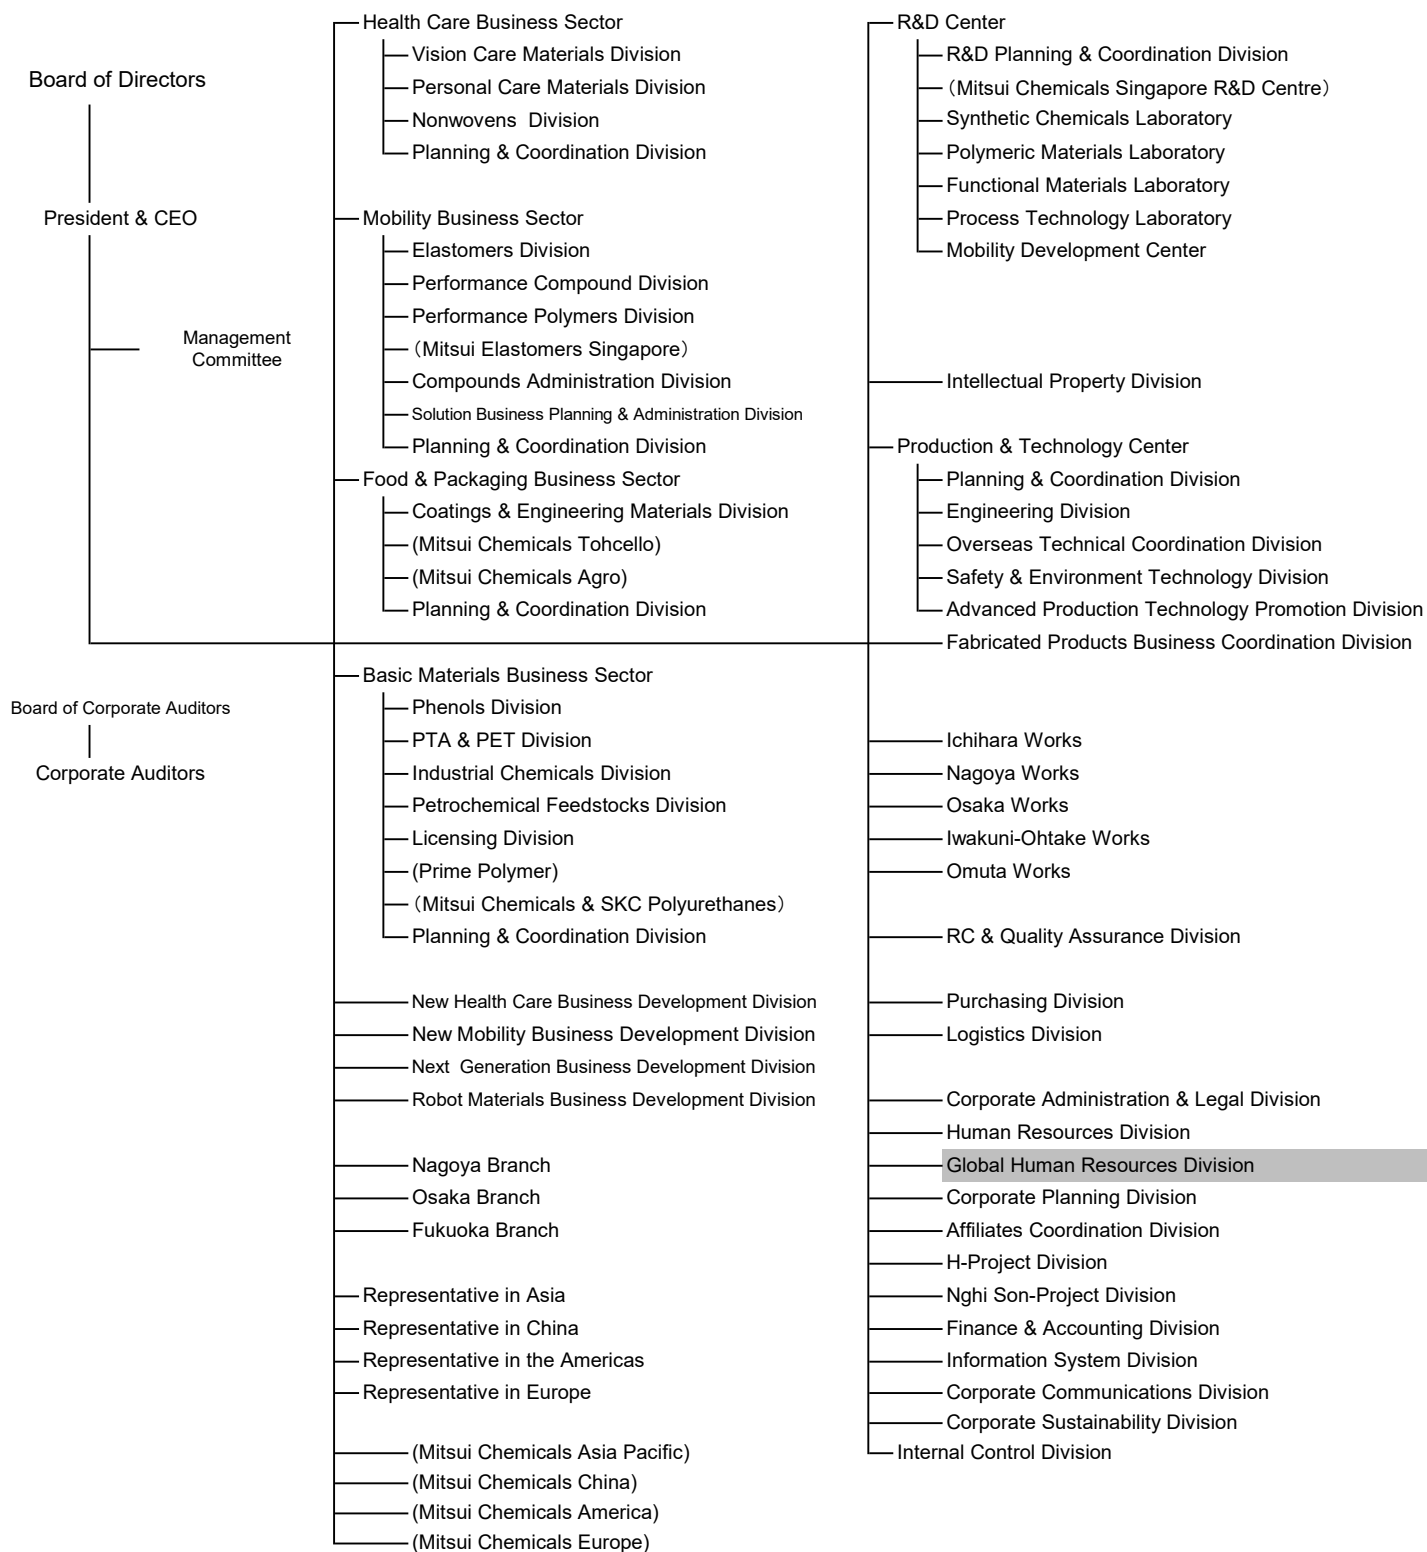 Board of Directors
President & CEO
Management
Committee
Board of Corporate Auditors
Corporate Auditors
Health Care Business Sector
Vision Care Materials Division
Personal Care Materials Division
Nonwovens  Division
Planning & Coordination Division
Mobility Business Sector
Elastomers Division
Performance Compound Division
Performance Polymers Division
（Mitsui Elastomers Singapore）
Compounds Administration Division
Solution Business Planning & Administration Division
Planning & Coordination Division
Food & Packaging Business Sector
Coatings & Engineering Materials Division
(Mitsui Chemicals Tohcello)
(Mitsui Chemicals Agro)
Planning & Coordination Division
Basic Materials Business Sector
Phenols Division
PTA & PET Division
Industrial Chemicals Division
Petrochemical Feedstocks Division
Licensing Division
(Prime Polymer)
（Mitsui Chemicals & SKC Polyurethanes）
Planning & Coordination Division
New Health Care Business Development Division
New Mobility Business Development Division
Next  Generation Business Development Division
Robot Materials Business Development Division
Nagoya Branch
Osaka Branch
Fukuoka Branch
Representative in Asia
Representative in China
Representative in the Americas
Representative in Europe
(Mitsui Chemicals Asia Pacific)
(Mitsui Chemicals China)
(Mitsui Chemicals America)
(Mitsui Chemicals Europe)
R&D Center
R&D Planning & Coordination Division
（Mitsui Chemicals Singapore R&D Centre）
Synthetic Chemicals Laboratory
Polymeric Materials Laboratory
Functional Materials Laboratory
Process Technology Laboratory
Mobility Development Center
Intellectual Property Division
Production & Technology Center
Planning & Coordination Division
Engineering Division
Overseas Technical Coordination Division
Safety & Environment Technology Division
Advanced Production Technology Promotion Division
Fabricated Products Business Coordination Division
Ichihara Works
Nagoya Works
Osaka Works
Iwakuni-Ohtake Works
Omuta Works
RC & Quality Assurance Division
Purchasing Division
Logistics Division
Corporate Administration & Legal Division
Human Resources Division
Global Human Resources Division
Corporate Planning Division
Affiliates Coordination Division
H-Project Division
Nghi Son-Project Division
Finance & Accounting Division
Information System Division
Corporate Communications Division
Corporate Sustainability Division
Internal Control Division